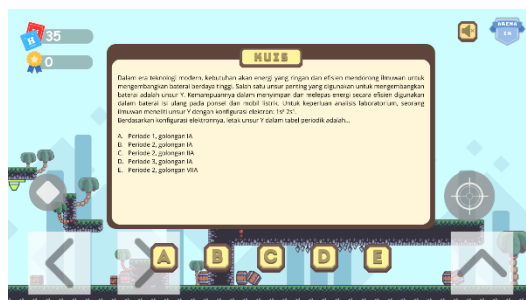 35
0
ARENA
IA
KUIS
Dalam era teknologi modern, kebutuhan akan energi yang ringan dan efisien mendorong ilmuwan untuk
mengembangkan baterai berdaya tinggi. Salah satu unsur penting yang digunakan untuk mengembangkan
baterai adalah unsur Y. Kemampuannya dalam menyimpan dan melepas energi secara efisien digunakan
dalam baterai isi ulang pada ponsel dan mobil listrik. Untuk keperluan analisis laboratorium, seorang
ilmuwan meneliti unsur Y dengan konfigurasi elektron: 1s² 2s¹.
Berdasarkan konfigurasi elektronnya, letak unsur Y dalam tabel periodik adalah...
A. Periode 1, golongan IA
B. Periode 2, golongan IA
C. Periode 2, golongan IIA
D. Periode 3, golongan IA
E. Periode 2, golongan VIIA
A B C D E